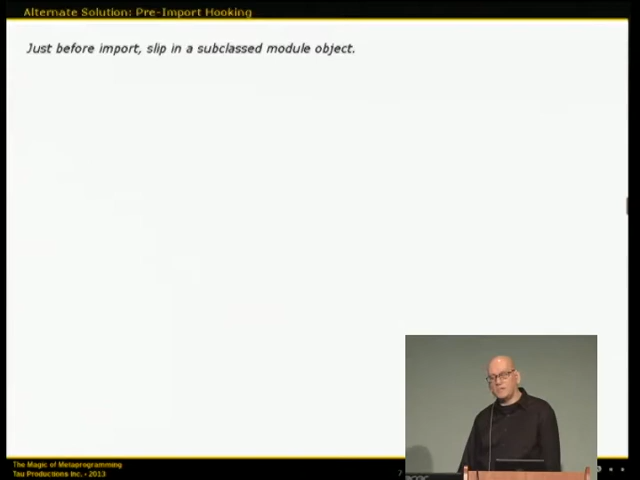 Alternate Solution: Pre-Import Hooking
Just before import, slip in a subclassed module object.
The Magic of Metaprogramming
Tau Productions Inc. - 2013
7